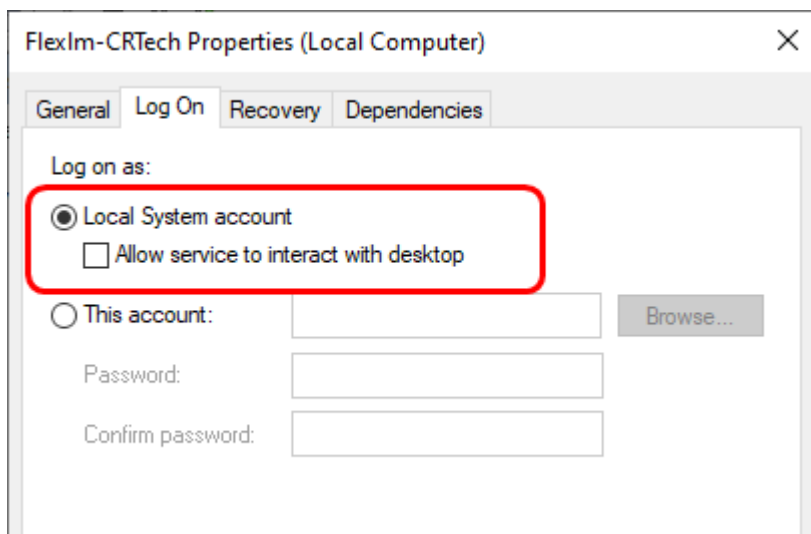 Flexlm-CRTech Properties (Local Computer)
General Log On Recovery Dependencies
Log on as:
Local System account
Allow service to interact with desktop
This account: Browse...
Password:
Confirm password: